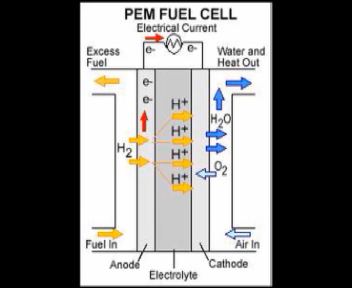 PEM FUEL CELL
Electrical Current
e- e-
Excess
Fuel
Water and
Heat Out
e-
e-
H+
H+
H+
H+
H2
H2O
O2
Fuel In
Air In
Anode
Cathode
Electrolyte